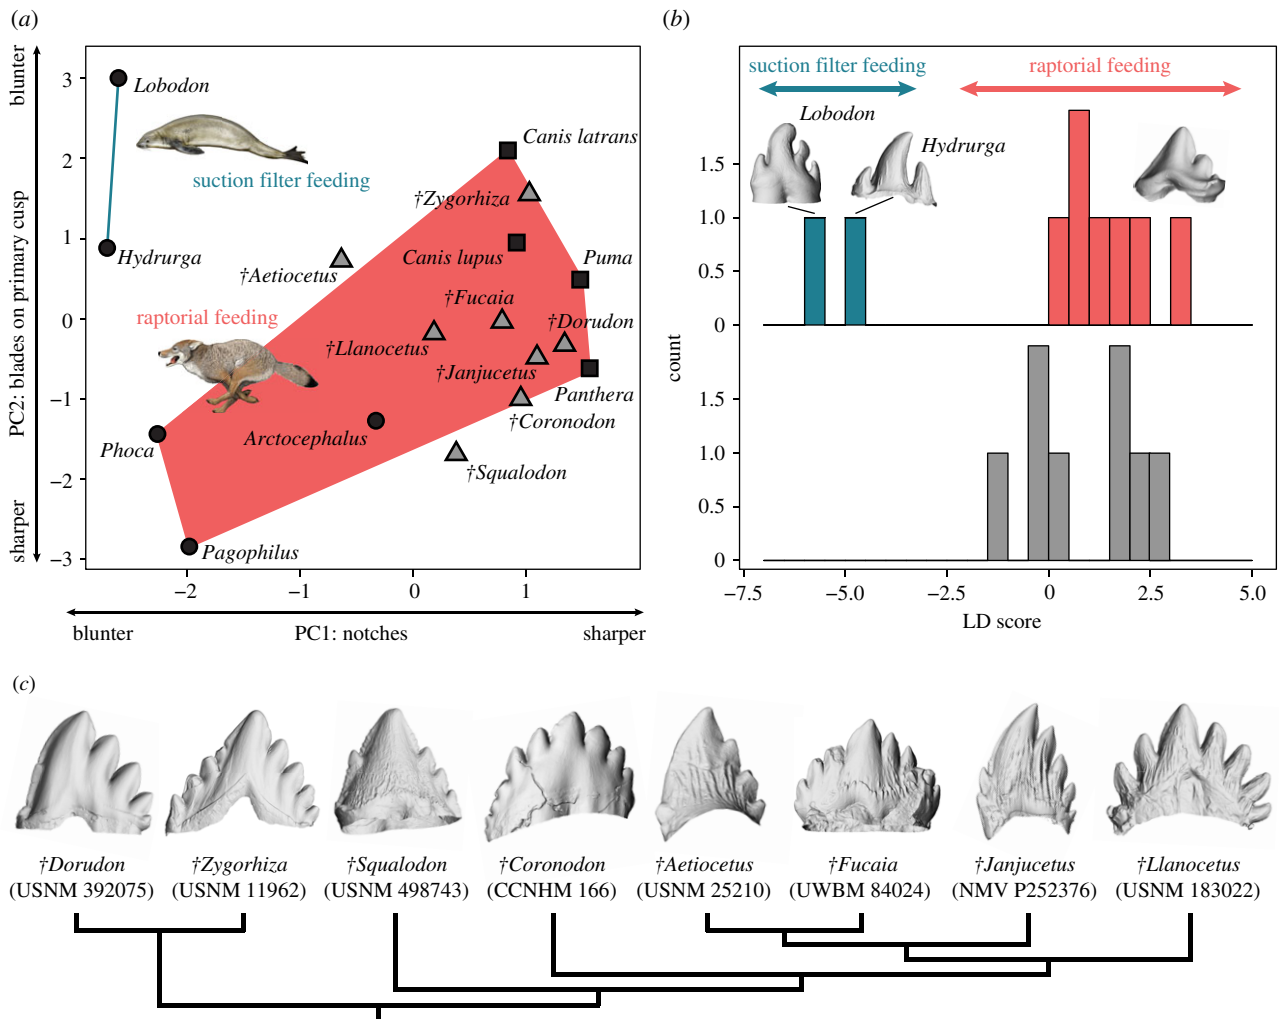 (a)
blunter
PC2: blades on primary cusp
sharper
3
2
1
0
−1
−2
−3
Lobodon
Canis latrans
suction filter feeding
†Zygorhiza
Hydrurga
†Aetiocetus
Canis lupus
Puma
raptorial feeding
†Fucaia
†Dorudon
†Llanocetus
†Janjucetus
Panthera
Phoca
Arctocephalus
†Coronodon
†Squalodon
Pagophilus
−2
−1
0
1
blunter
PC1: notches
sharper
(b)
suction filter feeding
raptorial feeding
Lobodon
Hydrurga
count
1.5
1.0
0.5
0
1.5
1.0
0.5
0
−7.5
−5.0
−2.5
0
2.5
5.0
LD score
(c)
†Dorudon
(USNM 392075)
†Zygorhiza
(USNM 11962)
†Squalodon
(USNM 498743)
†Coronodon
(CCNHM 166)
†Aetiocetus
(USNM 25210)
†Fucaia
(UWBM 84024)
†Janjucetus
(NMV P252376)
†Llanocetus
(USNM 183022)